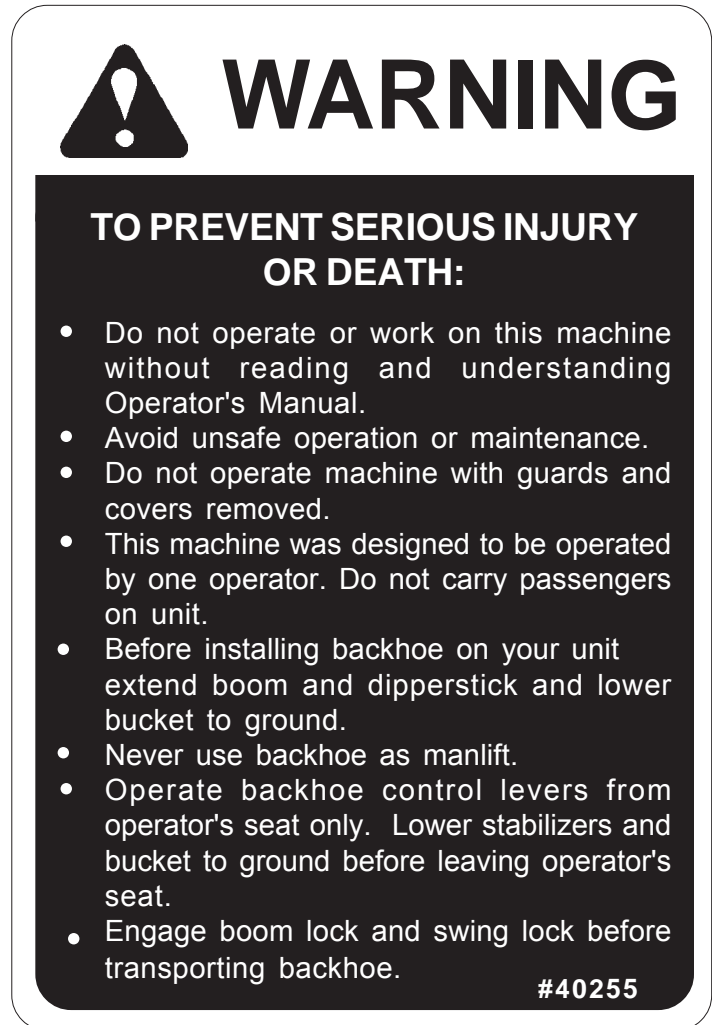 WARNING
TO PREVENT SERIOUS INJURY
OR DEATH:
• Do not operate or work on this machine
without reading and understanding
Operator's Manual.
• Avoid unsafe operation or maintenance.
• Do not operate machine with guards and
covers removed.
• This machine was designed to be operated
by one operator. Do not carry passengers
on unit.
• Before installing backhoe on your unit
extend boom and dipperstick and lower
bucket to ground.
• Never use backhoe as manlift.
• Operate backhoe control levers from
operator's seat only. Lower stabilizers and
bucket to ground before leaving operator's
seat.
• Engage boom lock and swing lock before
transporting backhoe.
#40255